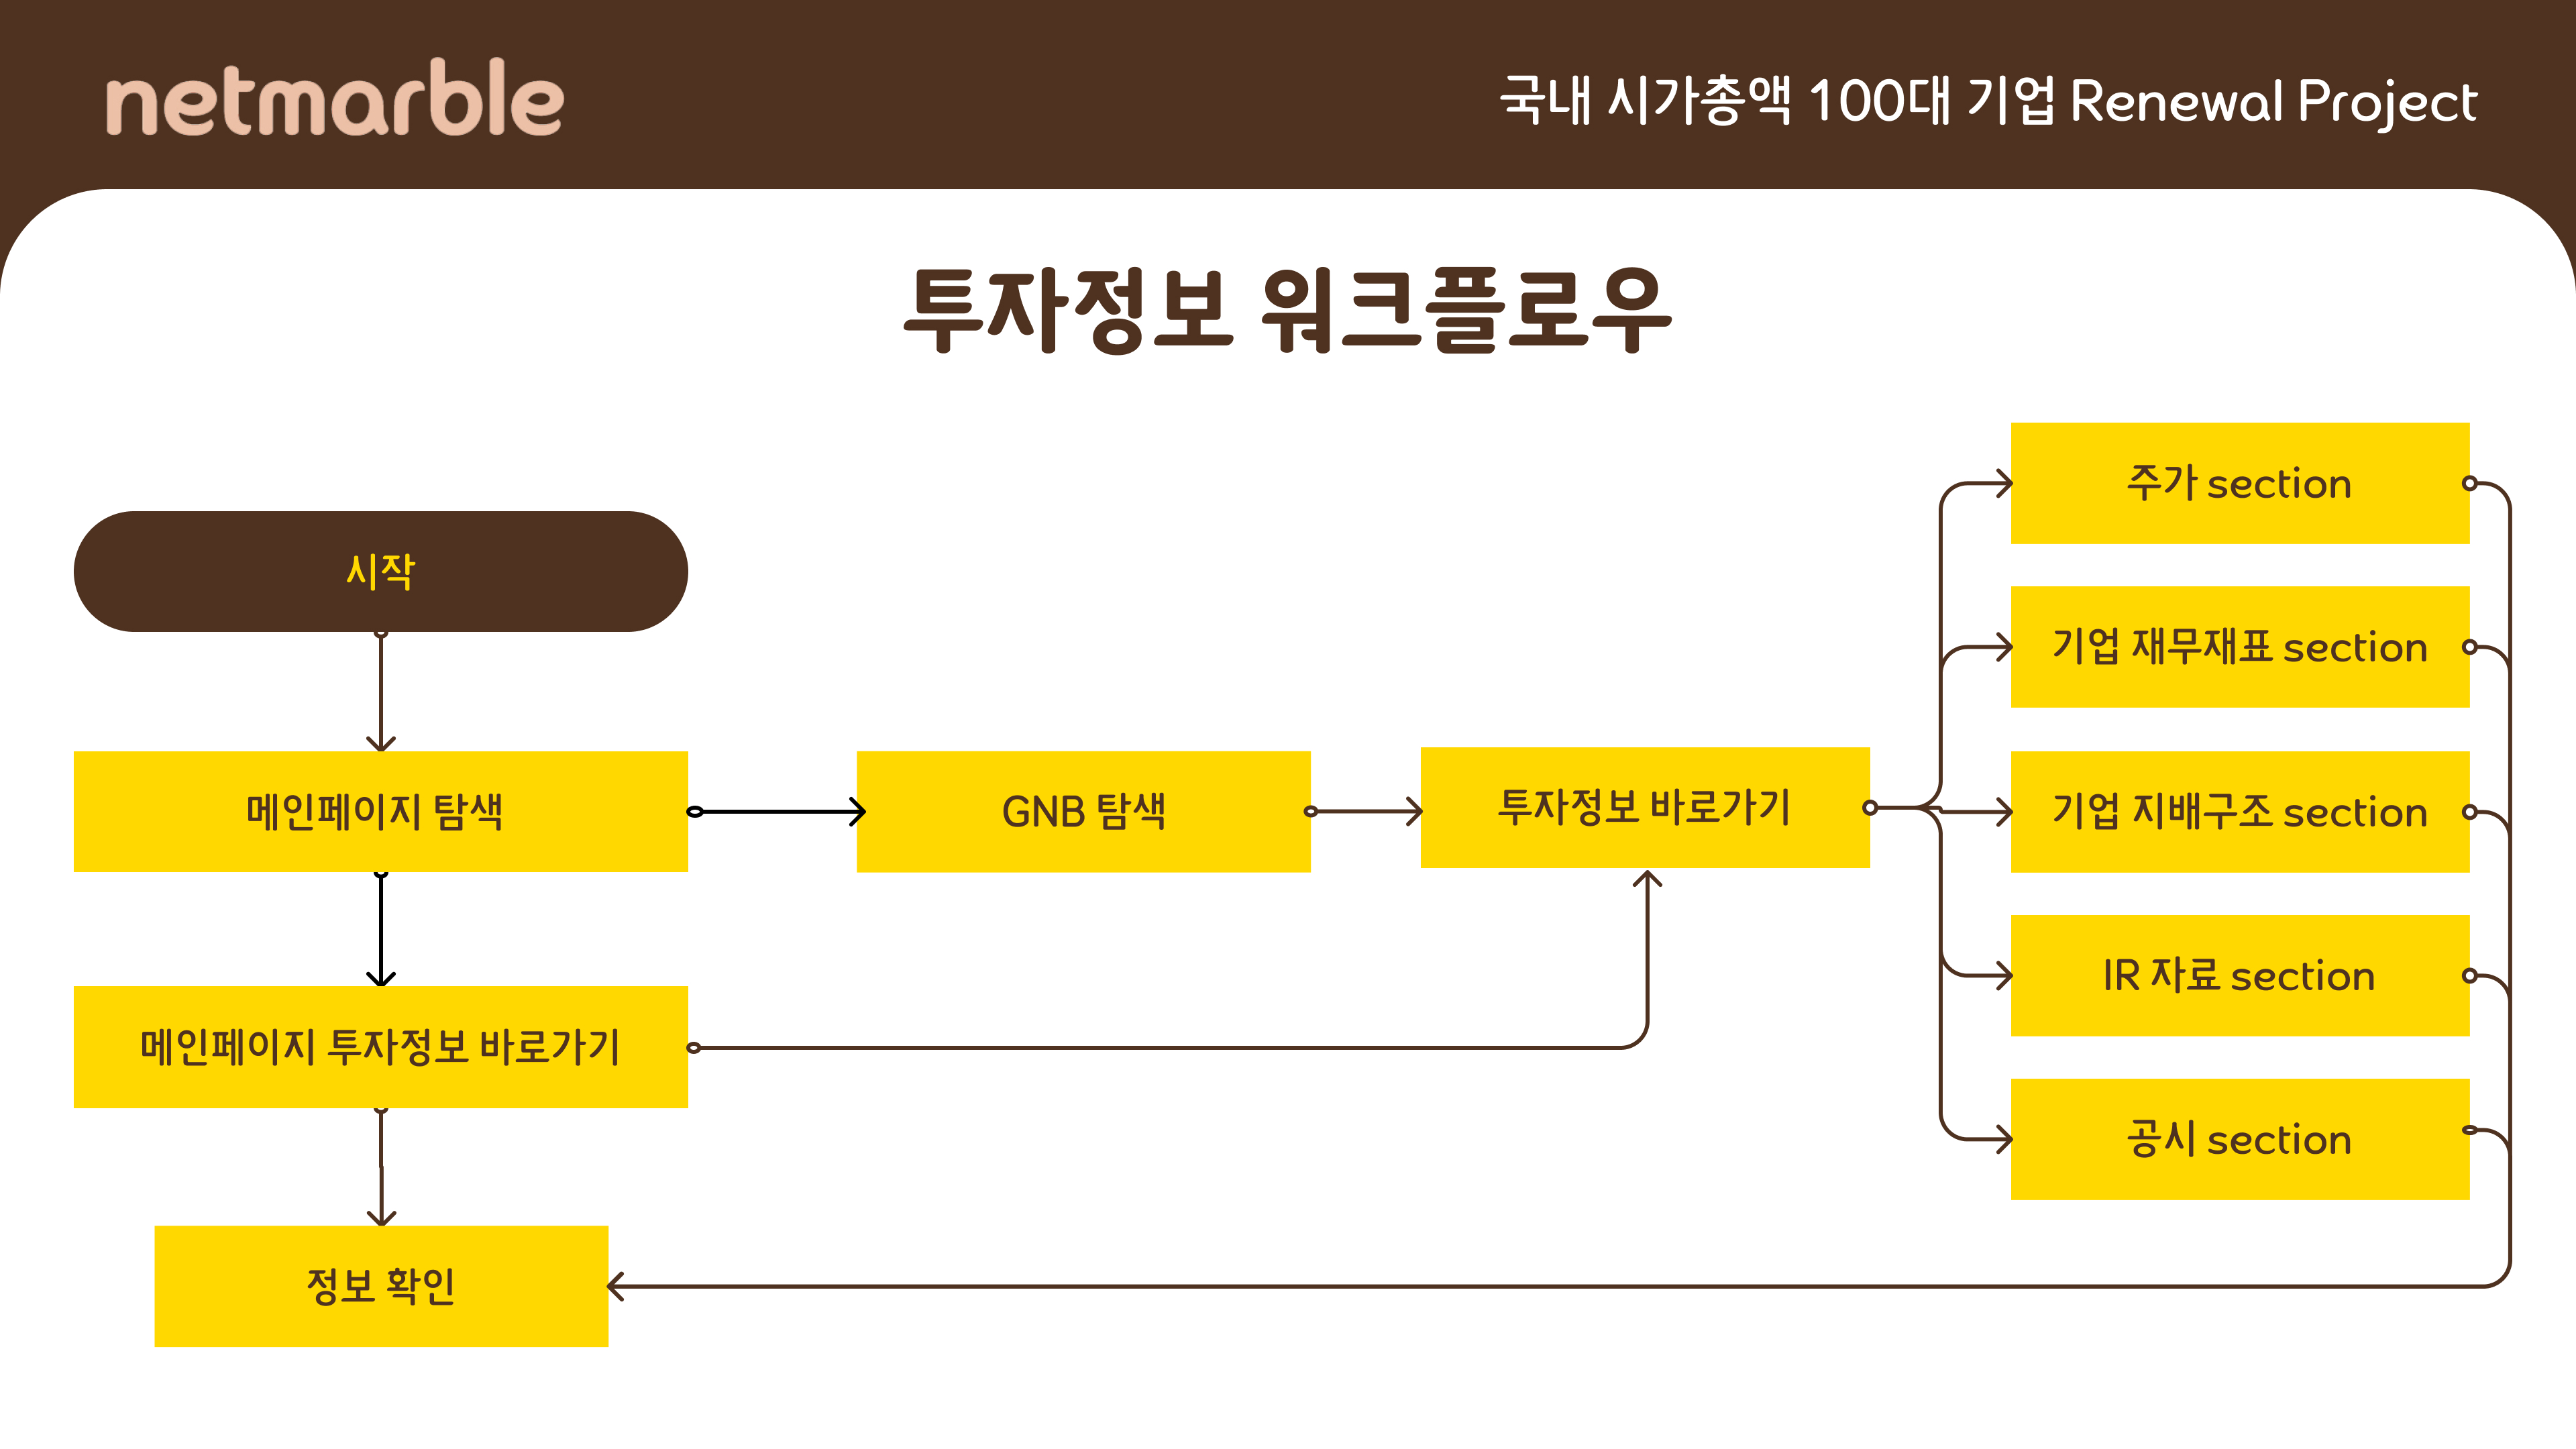 netmarble
국내 시가총액 100대 기업 Renewal Project
투자정보 워크플로우
시작
메인페이지 탐색
GNB 탐색
투자정보 바로가기
메인페이지 투자정보 바로가기
정보 확인
주가 section
기업 재무재표 section
기업 지배구조 section
IR 자료 section
공시 section